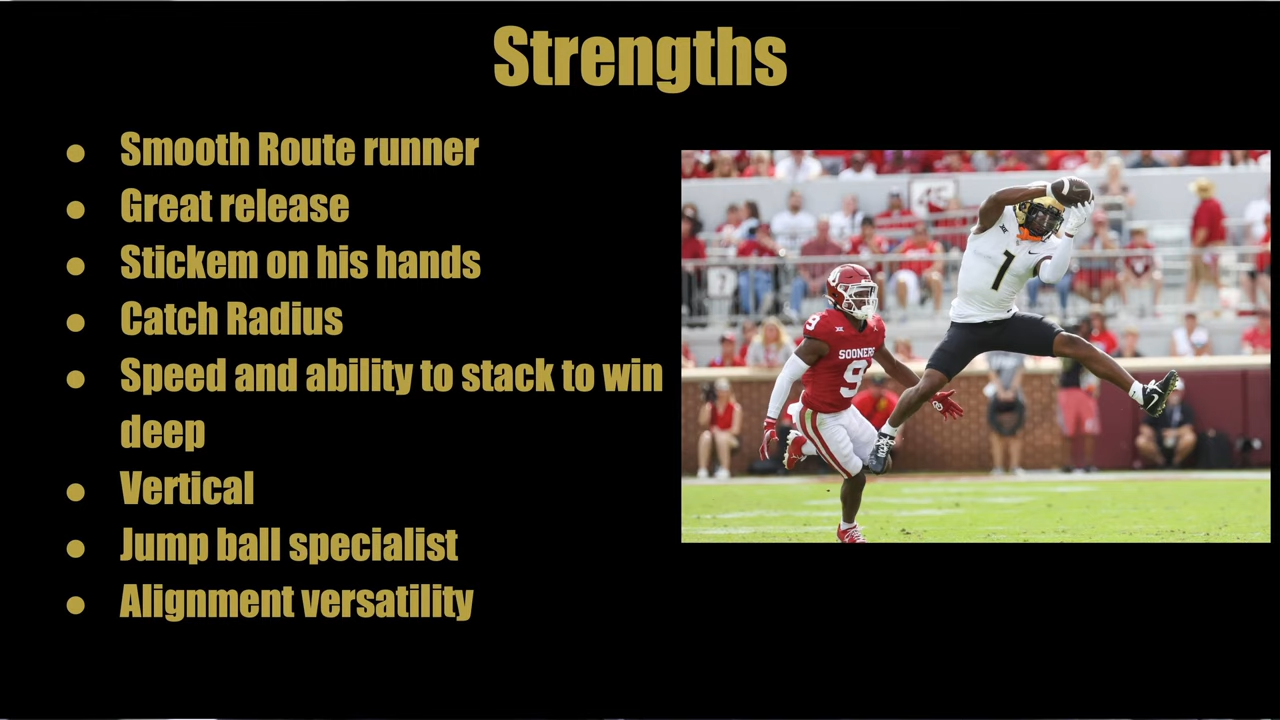 Strengths
Smooth Route runner
Great release
Stickem on his hands
Catch Radius
Speed and ability to stack to win
deep
Vertical
Jump ball specialist
Alignment versatility
1
9
SOONERS
9